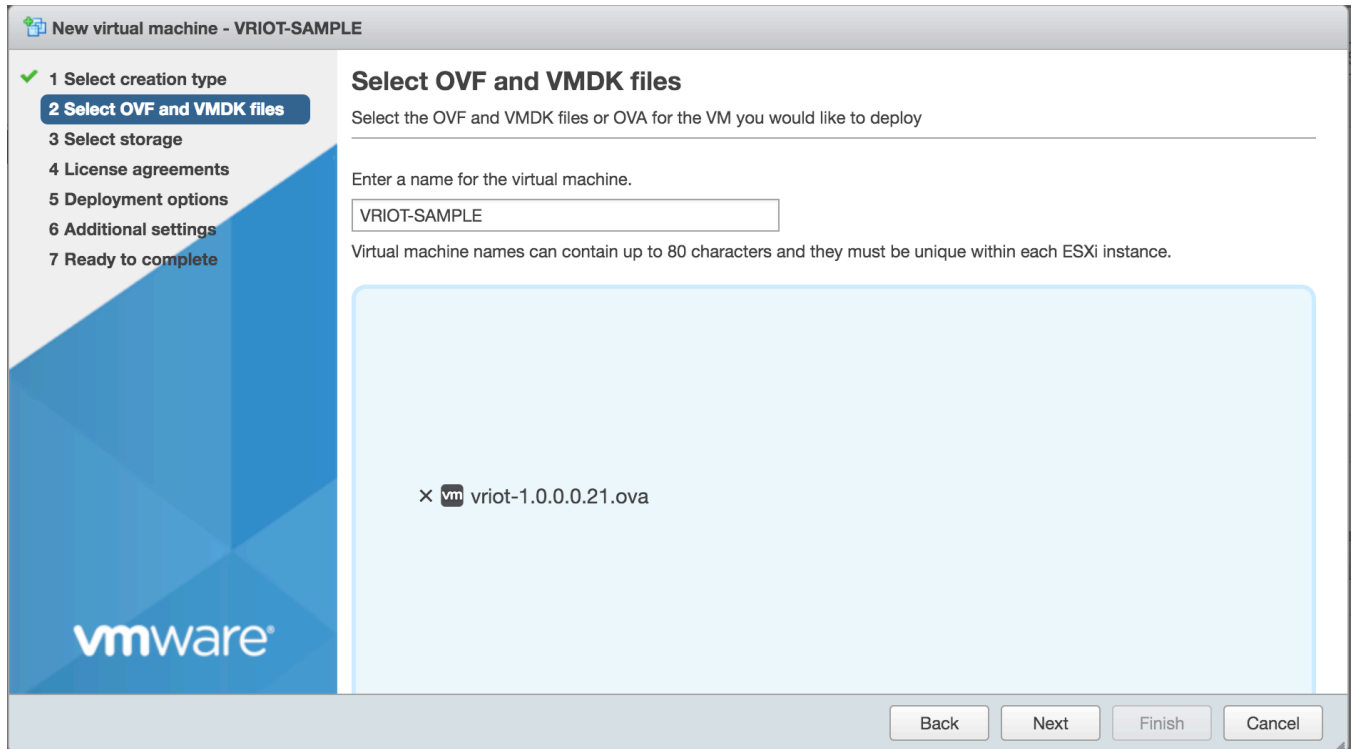 New virtual machine - VRIOT-SAMPLE
1 Select creation type
2 Select OVF and VMDK files
3 Select storage
4 License agreements
5 Deployment options
6 Additional settings
7 Ready to complete
vmware®
Select OVF and VMDK files
Select the OVF and VMDK files or OVA for the VM you would like to deploy
Enter a name for the virtual machine.
VRIOT-SAMPLE
Virtual machine names can contain up to 80 characters and they must be unique within each ESXi instance.
× vm vriot-1.0.0.0.21.ova
Back Next Finish Cancel